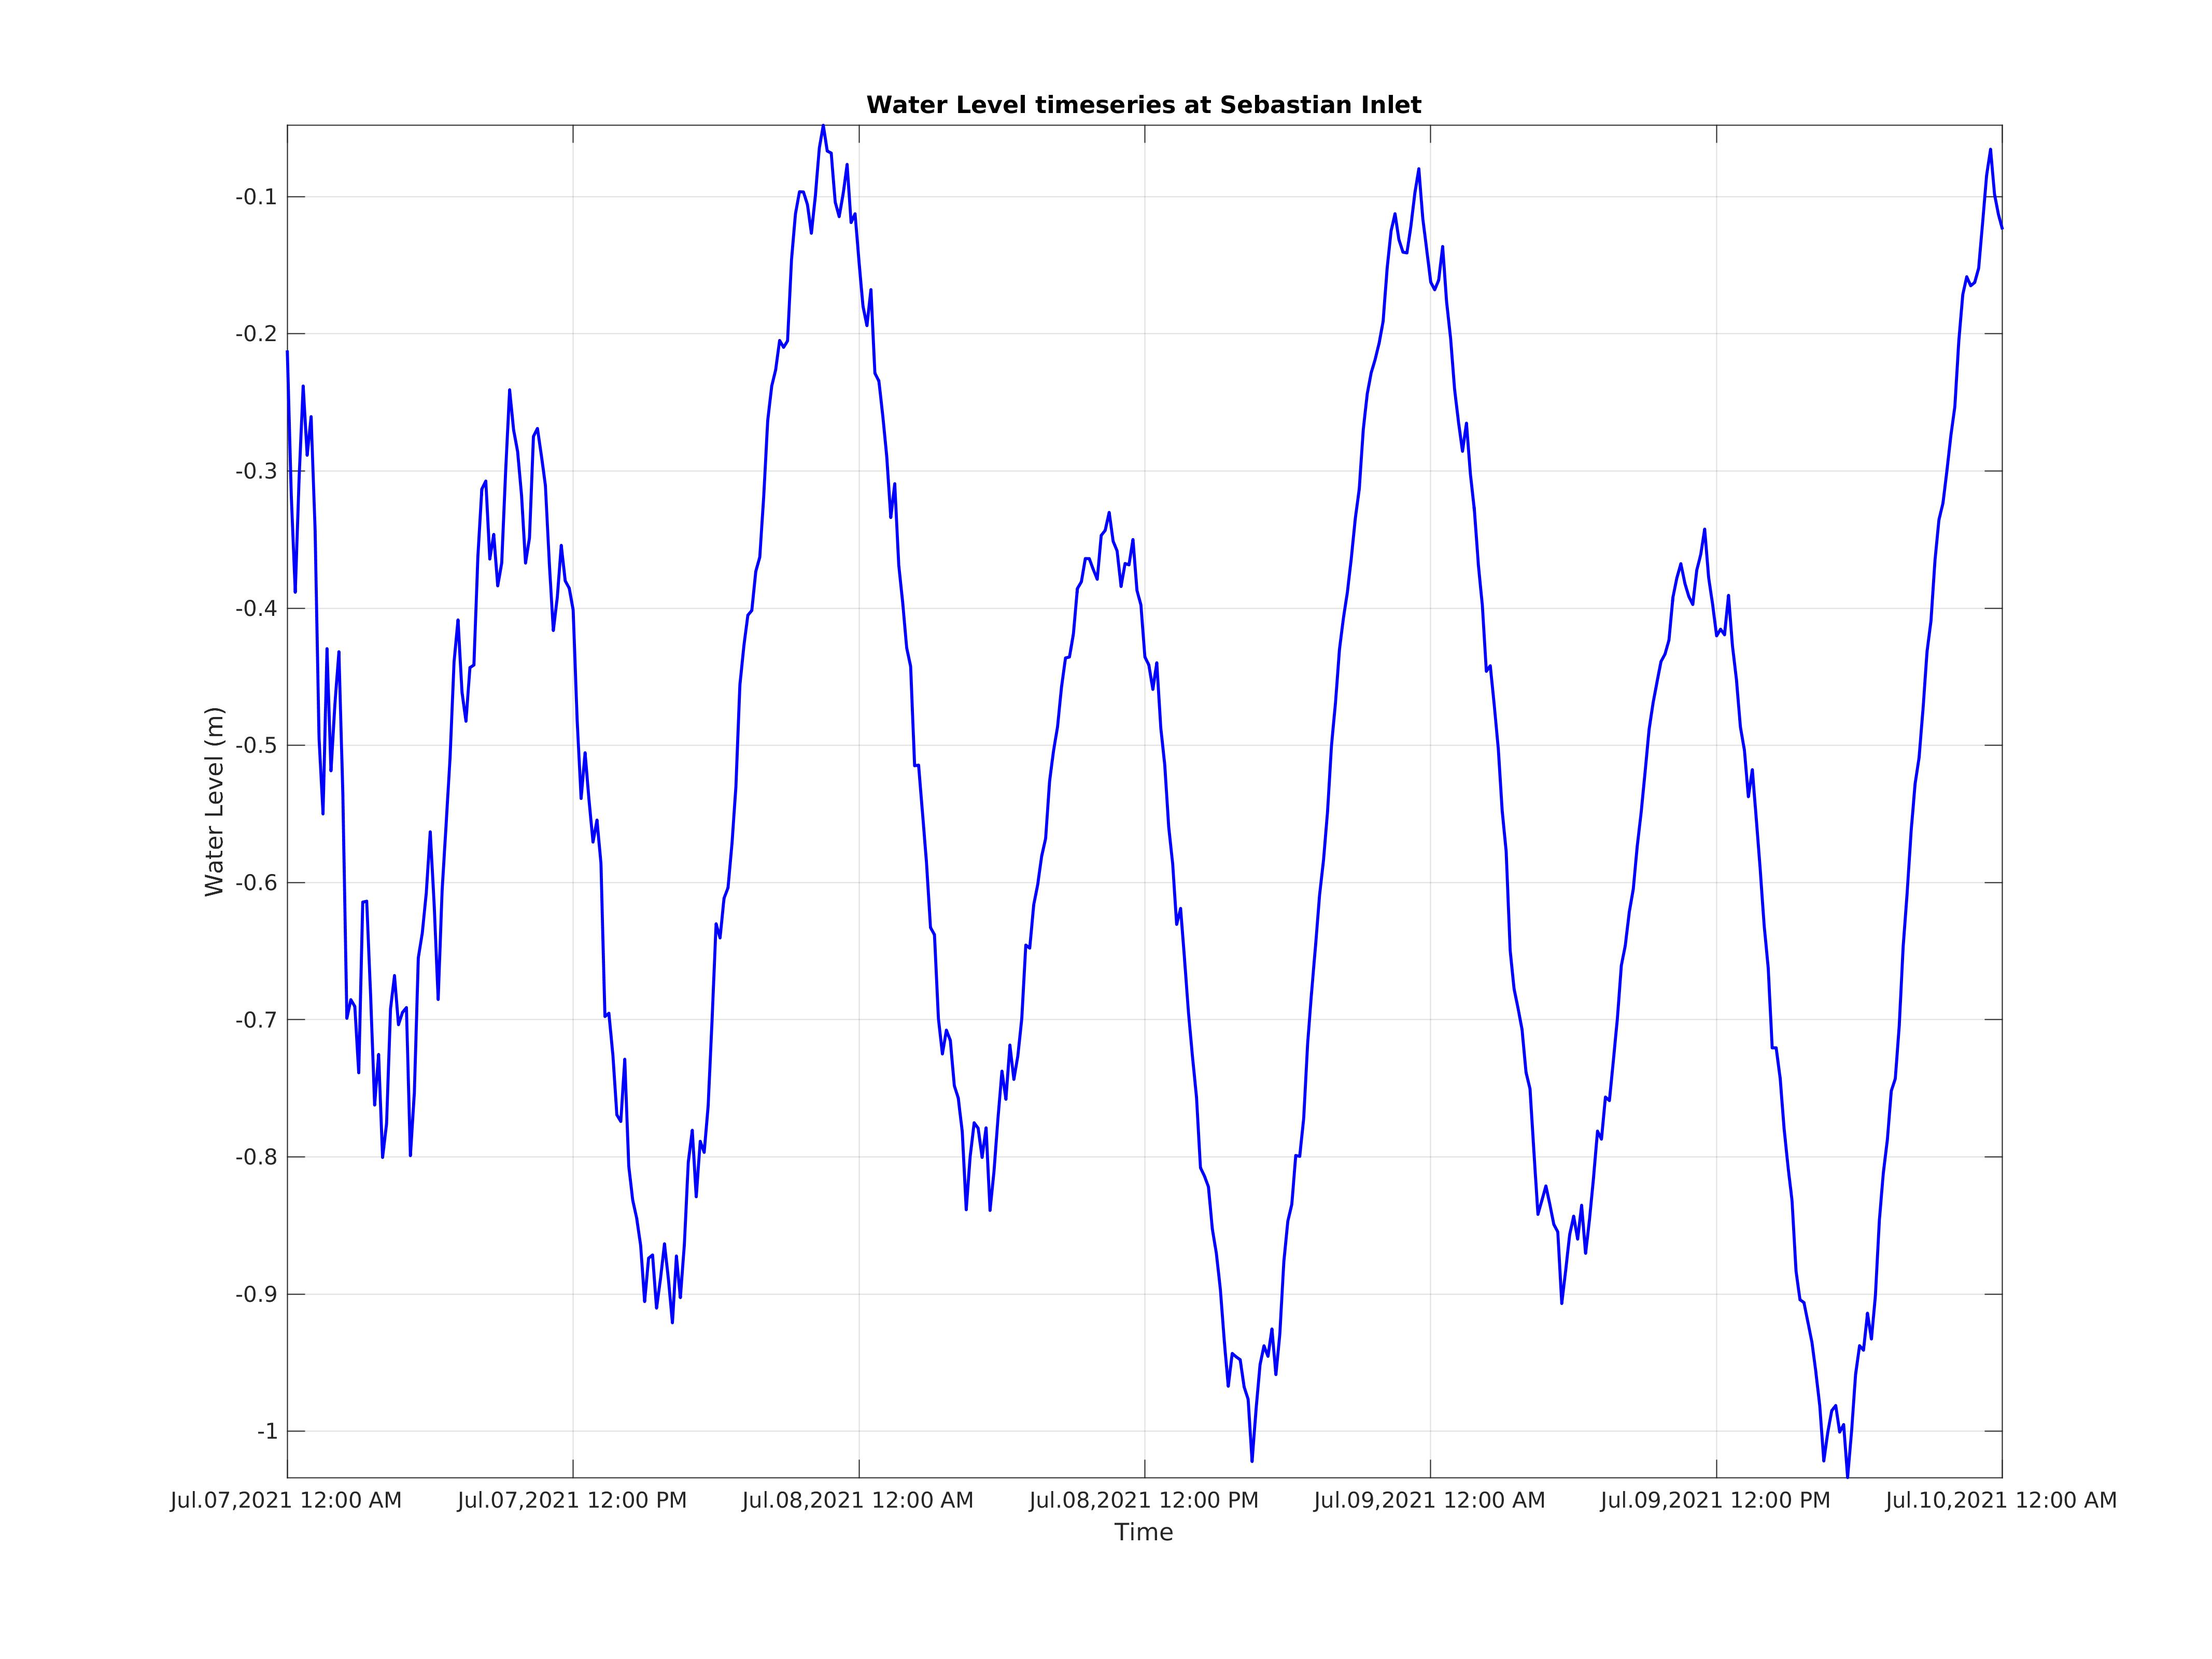 Water Level timeseries at Sebastian Inlet
-0.1
-0.2
-0.3
-0.4
-0.5
-0.6
-0.7
-0.8
-0.9
-1
Water Level (m)
Jul.07,2021 12:00 AM
Jul.07,2021 12:00 PM
Jul.08,2021 12:00 AM
Jul.08,2021 12:00 PM
Jul.09,2021 12:00 AM
Jul.09,2021 12:00 PM
Jul.10,2021 12:00 AM
Time